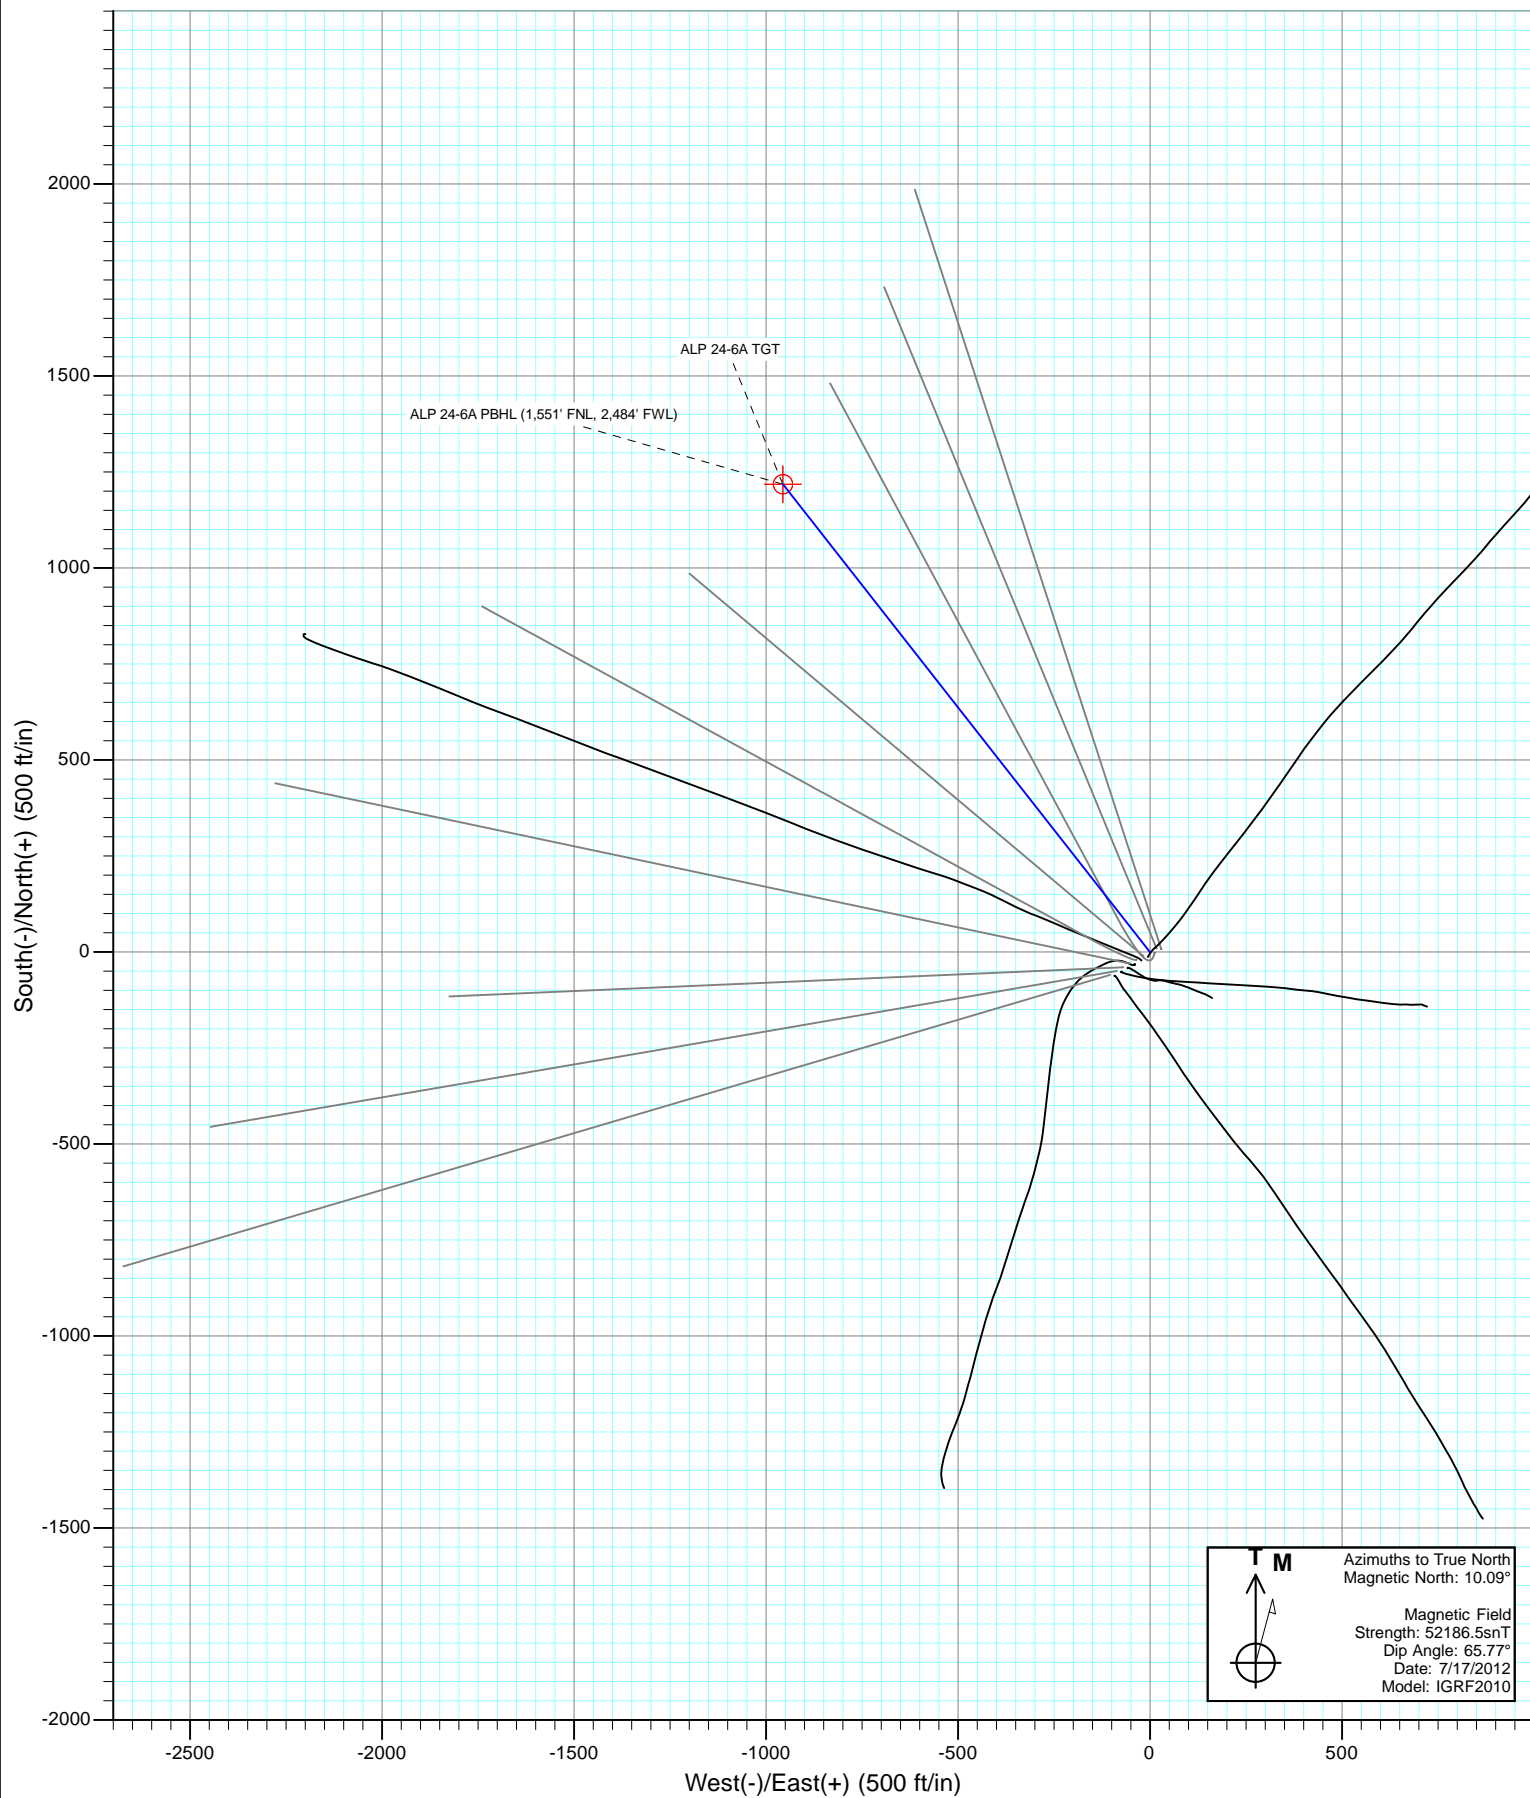 2000
1500
1000
500
0
-500
-1000
-1500
-2000
South(-)/North(+) (500 ft/in)
ALP 24-6A TGT
ALP 24-6A PBHL (1,551' FNL, 2,484' FWL)
T M
Azimuths to True North
Magnetic North: 10.09°
Magnetic Field
Strength: 52186.5snT
Dip Angle: 65.77°
Date: 7/17/2012
Model: IGRF2010
-2500 -2000 -1500 -1000 -500 0 500
West(-)/East(+) (500 ft/in)